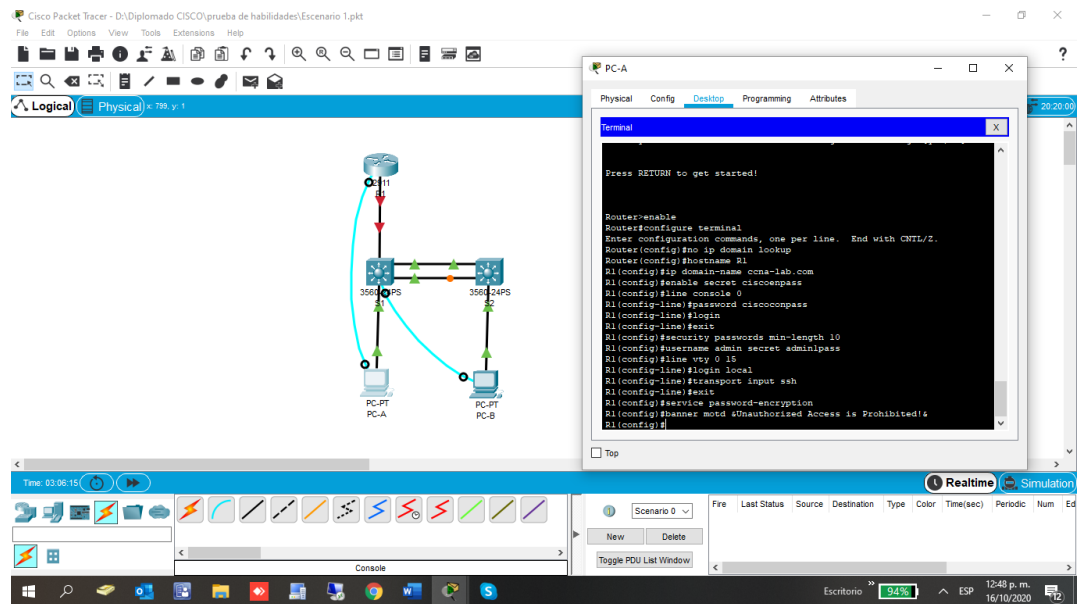 Cisco Packet Tracer - D:\Diplomado CISCO\prueba de habilidades\Escenario 1.pkt
File Edit Options View Tools Extensions Help
?
Logical Physical x: 799, y: 1
20:20:00
PC-A
Physical Config Desktop Programming Attributes
Terminal
X
Press RETURN to get started!
Router>enable
Router#configure terminal
Enter configuration commands, one per line. End with CNTL/Z.
Router(config)#no ip domain lookup
Router(config)#hostname R1
R1(config)#ip domain-name ccna-lab.com
R1(config)#enable secret ciscoenpass
R1(config)#line console 0
R1(config-line)#password ciscoconpass
R1(config-line)#login
R1(config-line)#exit
R1(config)#security passwords min-length 10
R1(config)#username admin secret admin1pass
R1(config)#line vty 0 15
R1(config-line)#login local
R1(config-line)#transport input ssh
R1(config-line)#exit
R1(config)#service password-encryption
R1(config)#banner motd &Unauthorized Access is Prohibited!&
R1(config)#
Top
PC-PT
PC-A
PC-PT
PC-B
Time: 03:06:15
Realtime Simulation
Console
Scenario 0
New Delete
Toggle PDU List Window
Fire Last Status Source Destination Type Color Time(sec) Periodic Num Ed
Escritorio 94% ESP
12:48 p. m.
16/10/2020
12